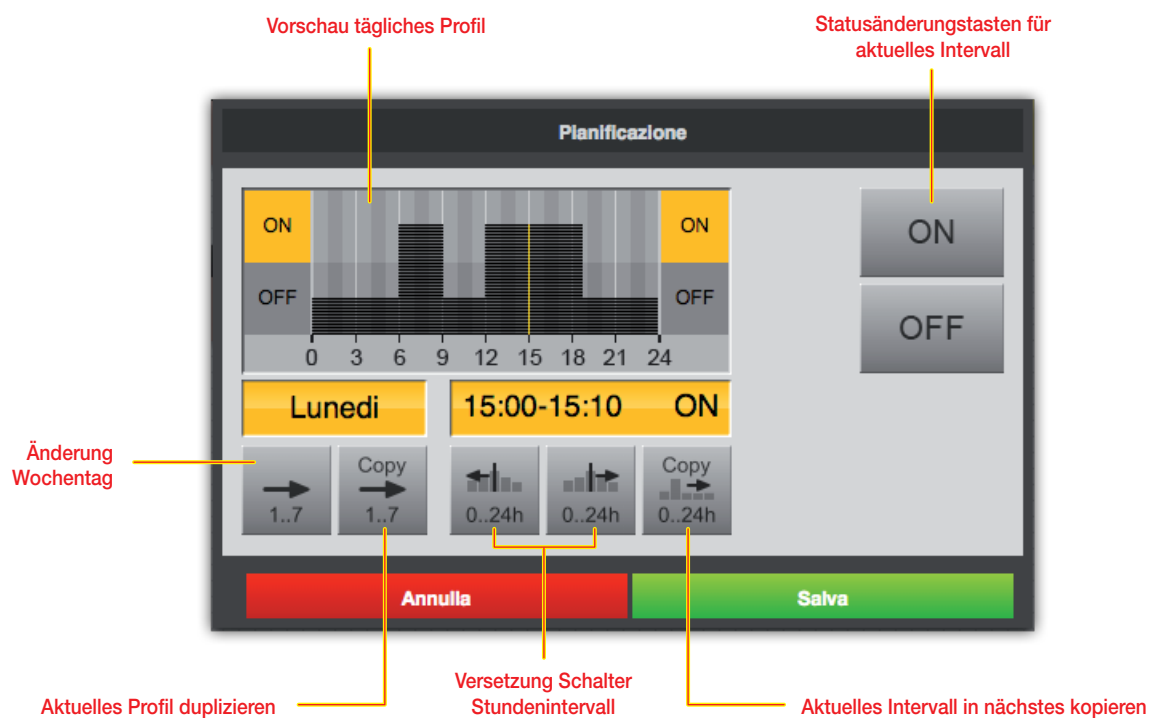 Vorschau tägliches Profil
Statusänderungstasten für
aktuelles Intervall
Planificazione
ON
ON
OFF
OFF
0 3 6 9 12 15 18 21 24
ON
OFF
Lunedi
15:00-15:10 ON
Änderung
Wochentag
1..7
Copy
1..7
0..24h
0..24h
Copy
0..24h
Annulla
Salva
Aktuelles Profil duplizieren
Versetzung Schalter
Stundenintervall
Aktuelles Intervall in nächstes kopieren